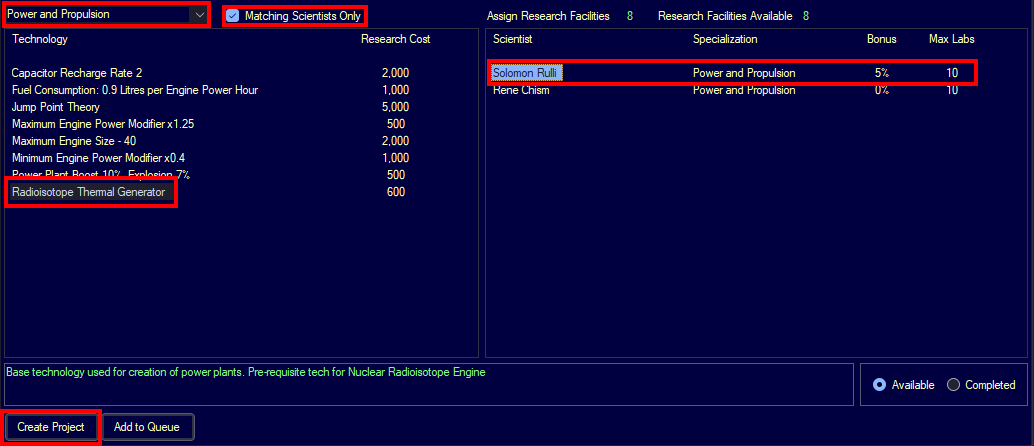 Power and Propulsion Matching Scientists Only Assign Research Facilities 8 Research Facilities Available 8
Technology Research Cost
Capacitor Recharge Rate 2 2,000
Fuel Consumption: 0.9 Litres per Engine Power Hour 1,000
Jump Point Theory 5,000
Maximum Engine Power Modifier x1.25 500
Maximum Engine Size - 40 2,000
Minimum Engine Power Modifier x0.4 1,000
Power Plant Boost 10%, Explosion 7% 500
Radioisotope Thermal Generator 600
Scientist Specialization Bonus Max Labs
Solomon Rulli Power and Propulsion 5% 10
Rene Chism Power and Propulsion 0% 10
Base technology used for creation of power plants. Pre-requisite tech for Nuclear Radioisotope Engine
Available Completed
Create Project Add to Queue